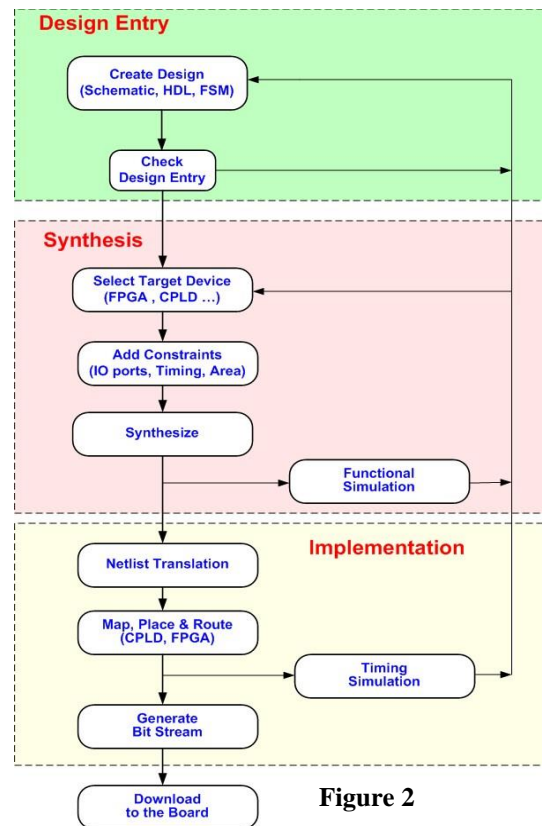 Design Entry
Create Design
(Schematic, HDL, FSM)
Check
Design Entry
Synthesis
Select Target Device
(FPGA , CPLD ...)
Add Constraints
(IO ports, Timing, Area)
Synthesize
Functional
Simulation
Implementation
Netlist Translation
Map, Place & Route
(CPLD, FPGA)
Timing
Simulation
Generate
Bit Stream
Download
to the Board
Figure 2